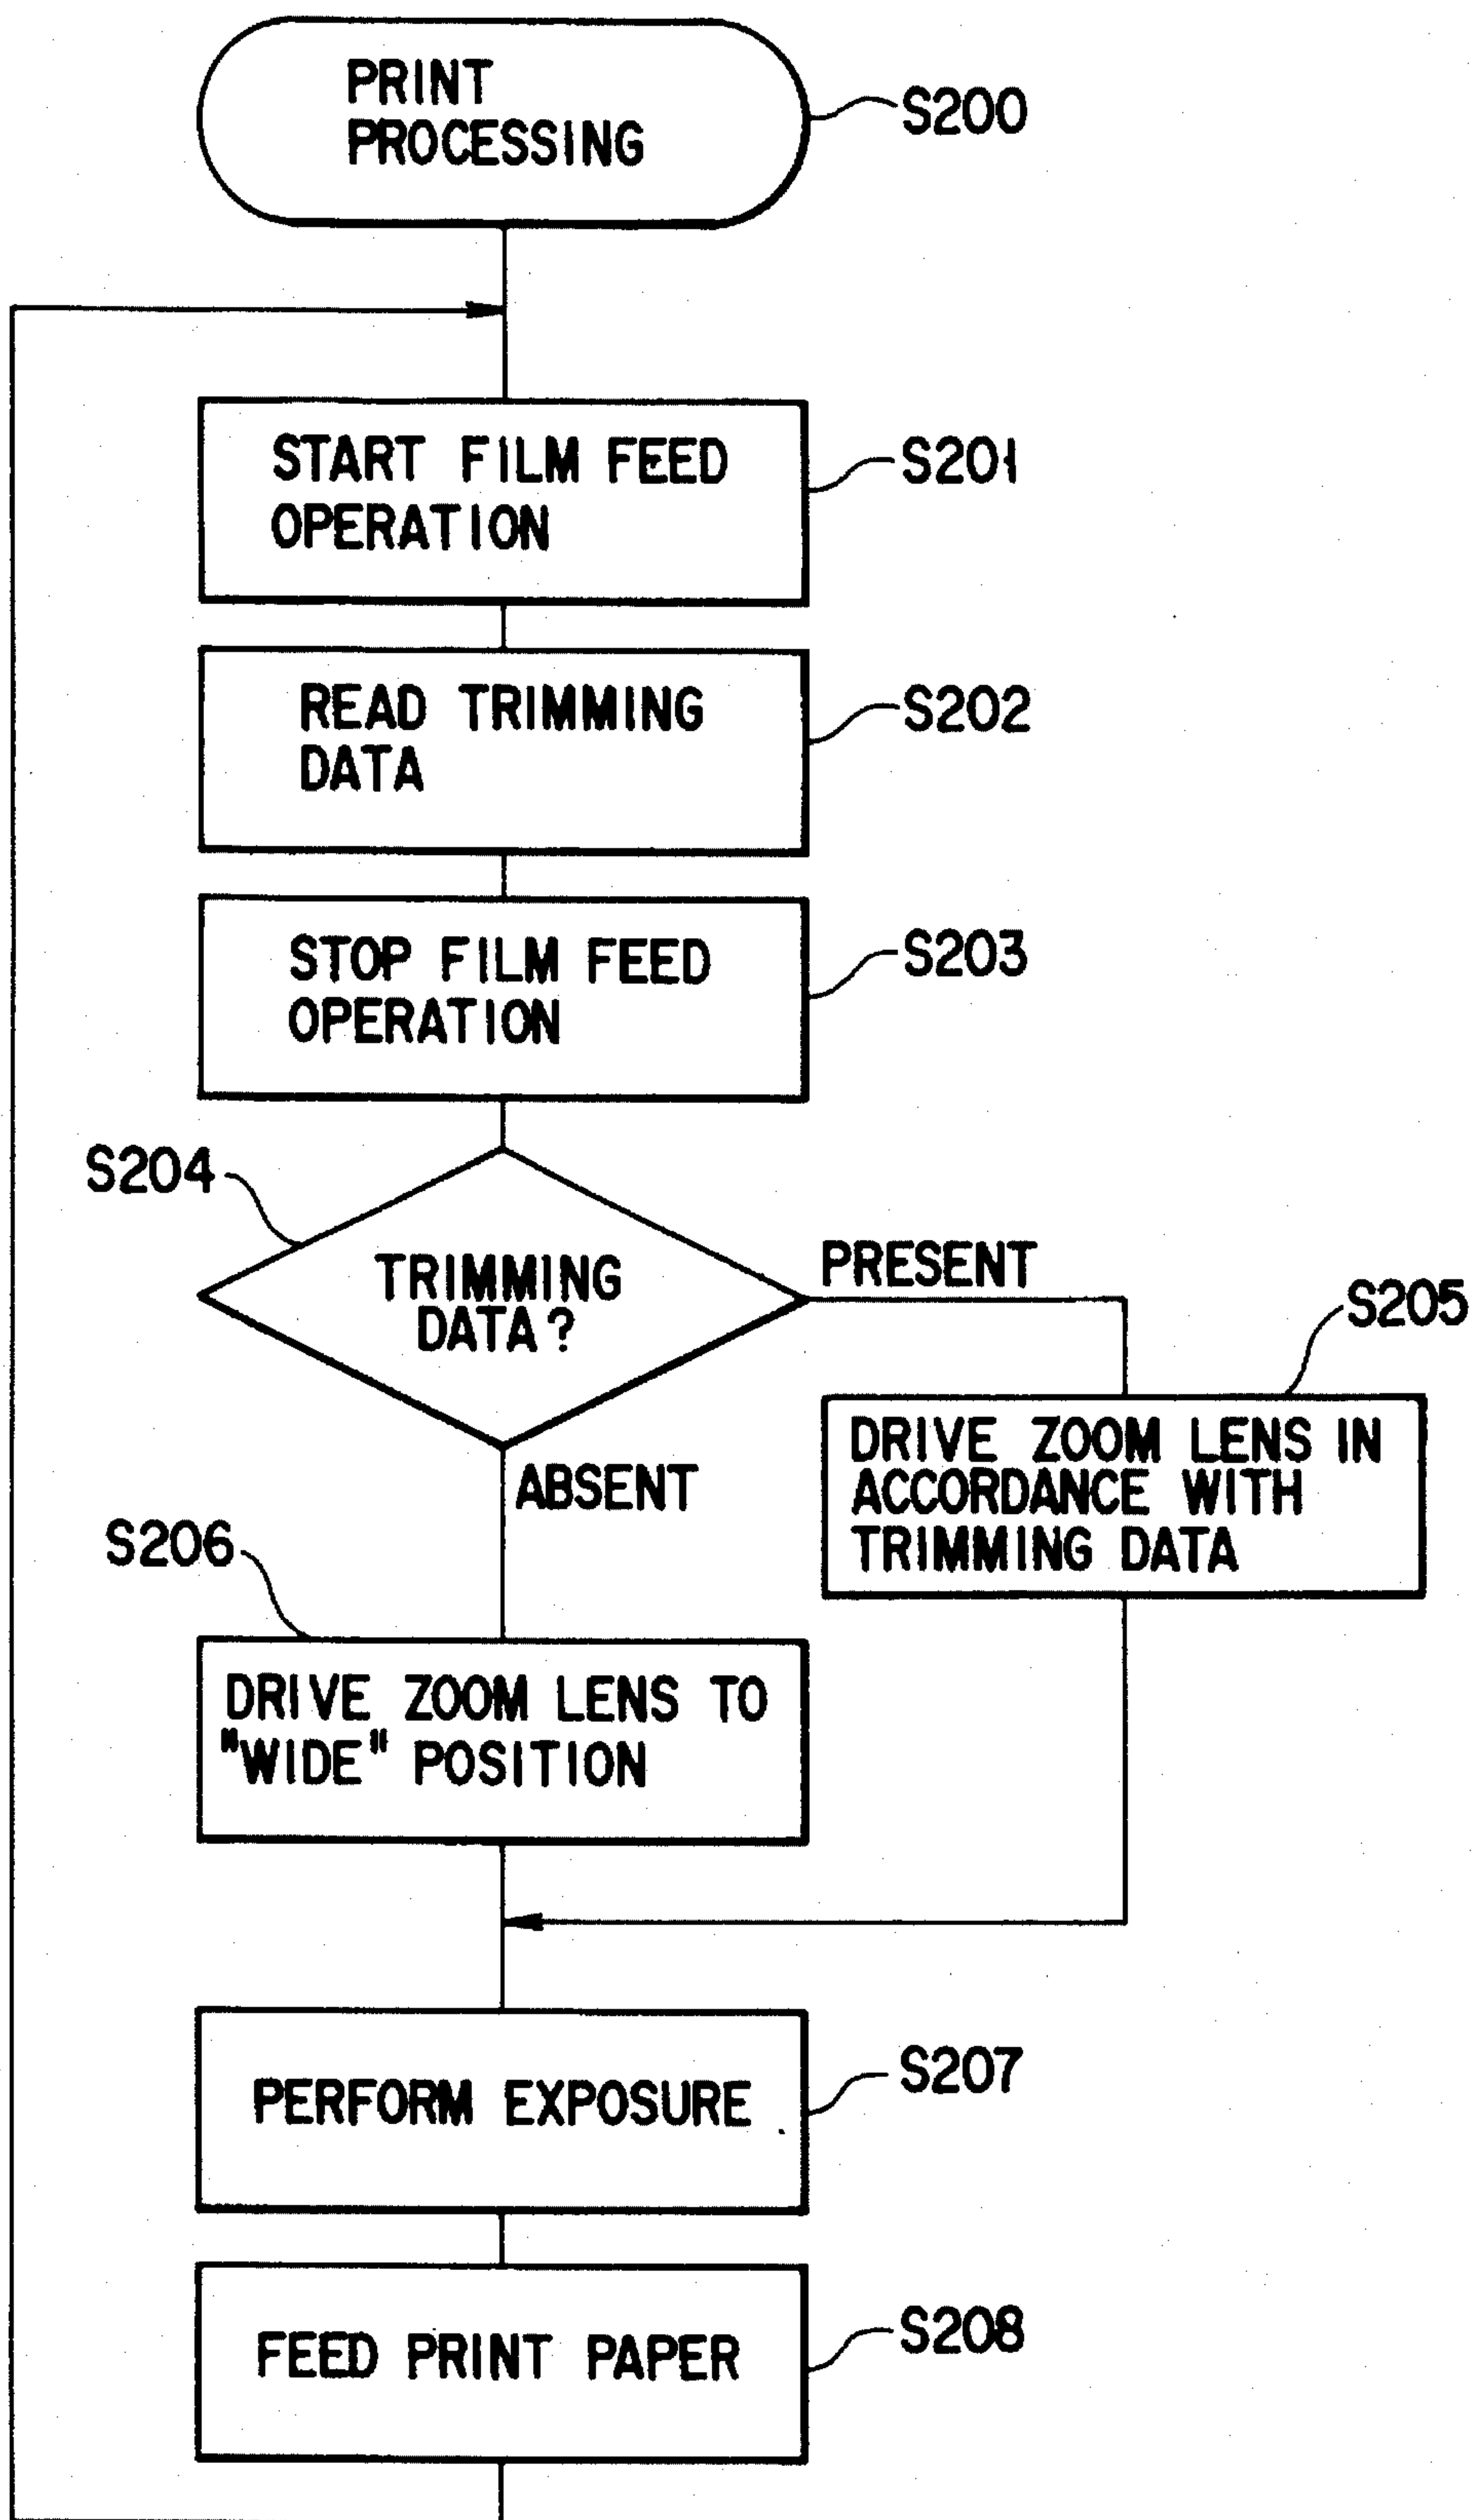 PRINT
PROCESSING
S200
START FILM FEED
OPERATION
S201
READ TRIMMING
DATA
S202
STOP FILM FEED
OPERATION
S203
S204
TRIMMING
DATA?
PRESENT
S205
DRIVE ZOOM LENS IN
ACCORDANCE WITH
TRIMMING DATA
ABSENT
S206
DRIVE ZOOM LENS TO
"WIDE" POSITION
PERFORM EXPOSURE
S207
FEED PRINT PAPER
S208